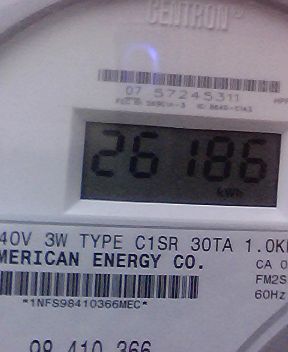 CENTRON®
07 57245311
26186
kWh
40V 3W TYPE C1SR 30TA 1.0K
MERICAN ENERGY CO.
CA 0
FM2S
*1NFS98410366MEC*
60Hz
98 410 366